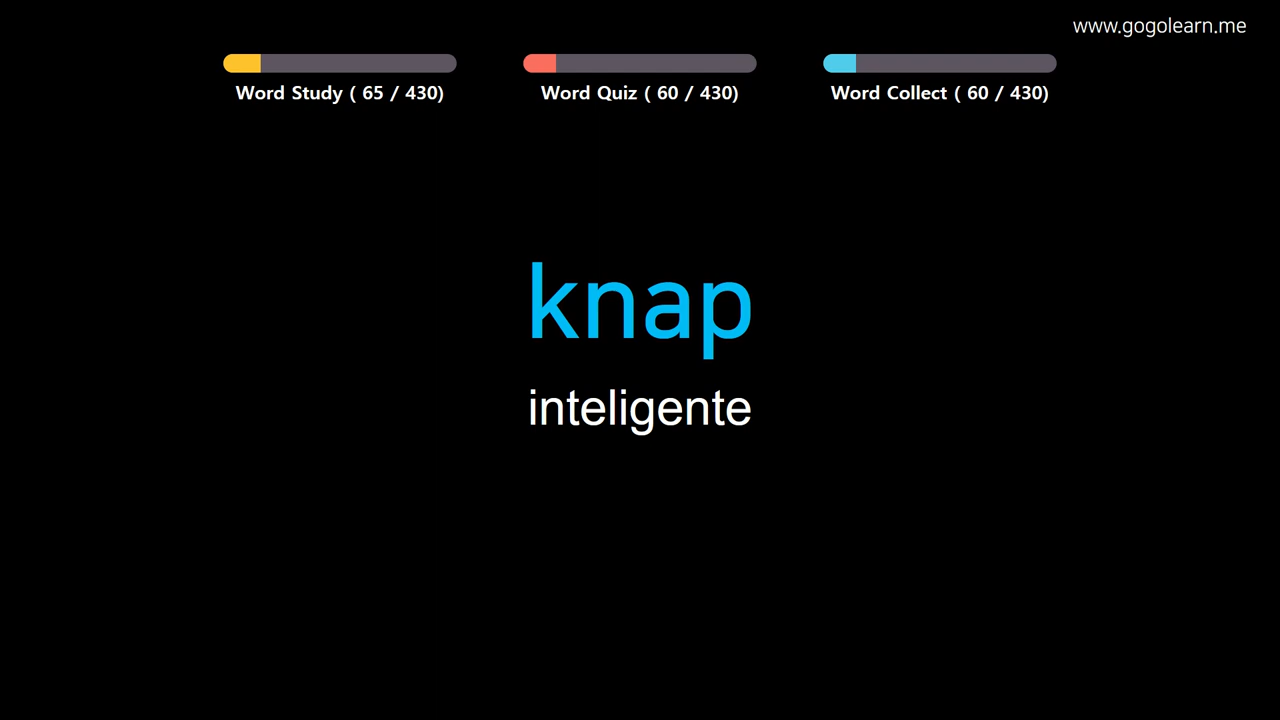 www.gogolearn.me
Word Study ( 65 / 430)
Word Quiz ( 60 / 430)
Word Collect ( 60 / 430)
knap
inteligente